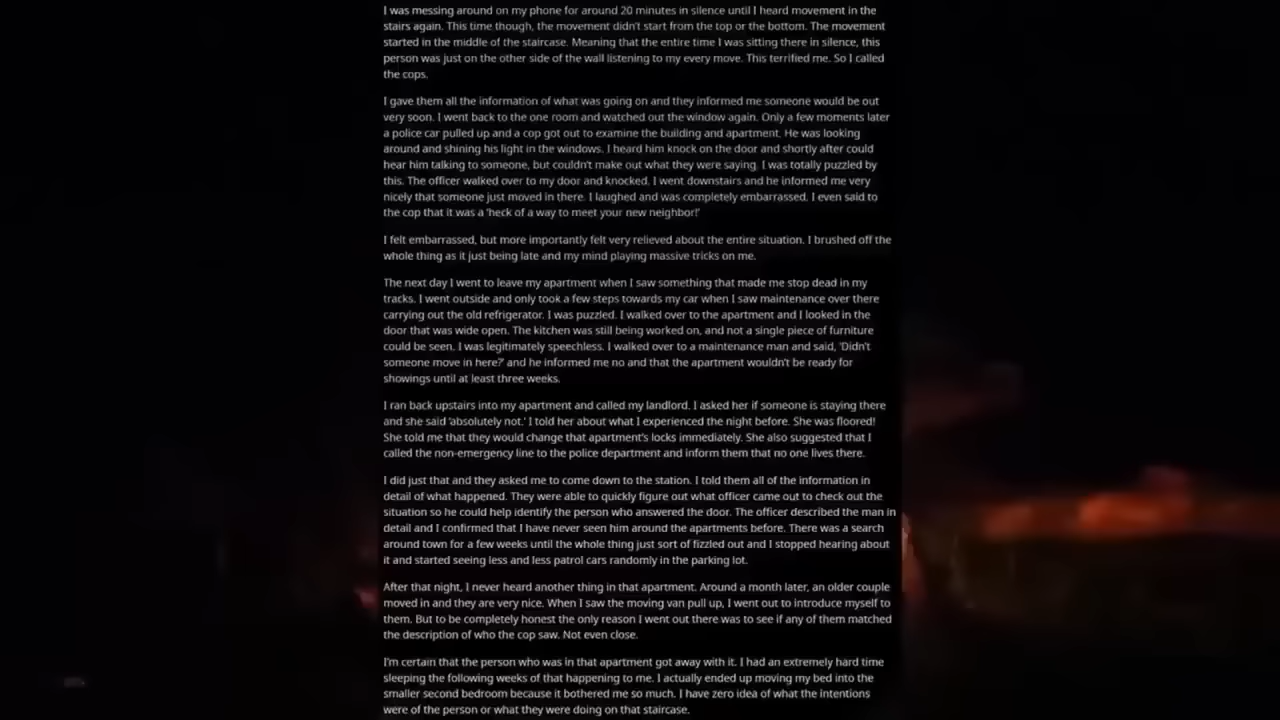 I was messing around on my phone for around 20 minutes in silence until I heard movement in the
stairs again. This time though, the movement didn't start from the top or the bottom. The movement
started in the middle of the staircase. Meaning that the entire time I was sitting there in silence, this
person was just on the other side of the wall listening to my every move. This terrified me. So I called
the cops.
I gave them all the information of what was going on and they informed me someone would be out
very soon. I went back to the one room and watched out the window again. Only a few moments later
a police car pulled up and a cop got out to examine the building and apartment. He was looking
around and shining his light in the windows. I heard him knock on the door and shortly after could
hear him talking to someone, but couldn't make out what they were saying. I was totally puzzled by
this. The officer walked over to my door and knocked. I went downstairs and he informed me very
nicely that someone just moved in there. I laughed and was completely embarrassed. I even said to
the cop that it was a 'heck of a way to meet your new neighbor!'
I felt embarrassed, but more importantly felt very relieved about the entire situation. I brushed off the
whole thing as it just being late and my mind playing massive tricks on me.
The next day I went to leave my apartment when I saw something that made me stop dead in my
tracks. I went outside and only took a few steps towards my car when I saw maintenance over there
carrying out the old refrigerator. I was puzzled. I walked over to the apartment and I looked in the
door that was wide open. The kitchen was still being worked on, and not a single piece of furniture
could be seen. I was legitimately speechless. I walked over to a maintenance man and said, 'Didn't
someone move in here?' and he informed me no and that the apartment wouldn't be ready for
showings until at least three weeks.
I ran back upstairs into my apartment and called my landlord. I asked her if someone is staying there
and she said 'absolutely not.' I told her about what I experienced the night before. She was floored!
She told me that they would change that apartment's locks immediately. She also suggested that I
called the non-emergency line to the police department and inform them that no one lives there.
I did just that and they asked me to come down to the station. I told them all of the information in
detail of what happened. They were able to quickly figure out what officer came out to check out the
situation so he could help identify the person who answered the door. The officer described the man in
detail and I confirmed that I have never seen him around the apartments before. There was a search
around town for a few weeks until the whole thing just sort of fizzled out and I stopped hearing about
it and started seeing less and less patrol cars randomly in the parking lot.
After that night, I never heard another thing in that apartment. Around a month later, an older couple
moved in and they are very nice. When I saw the moving van pull up, I went out to introduce myself to
them. But to be completely honest the only reason I went out there was to see if any of them matched
the description of who the cop saw. Not even close.
I'm certain that the person who was in that apartment got away with it. I had an extremely hard time
sleeping the following weeks of that happening to me. I actually ended up moving my bed into the
smaller second bedroom because it bothered me so much. I have zero idea of what the intentions
were of the person or what they were doing on that staircase.